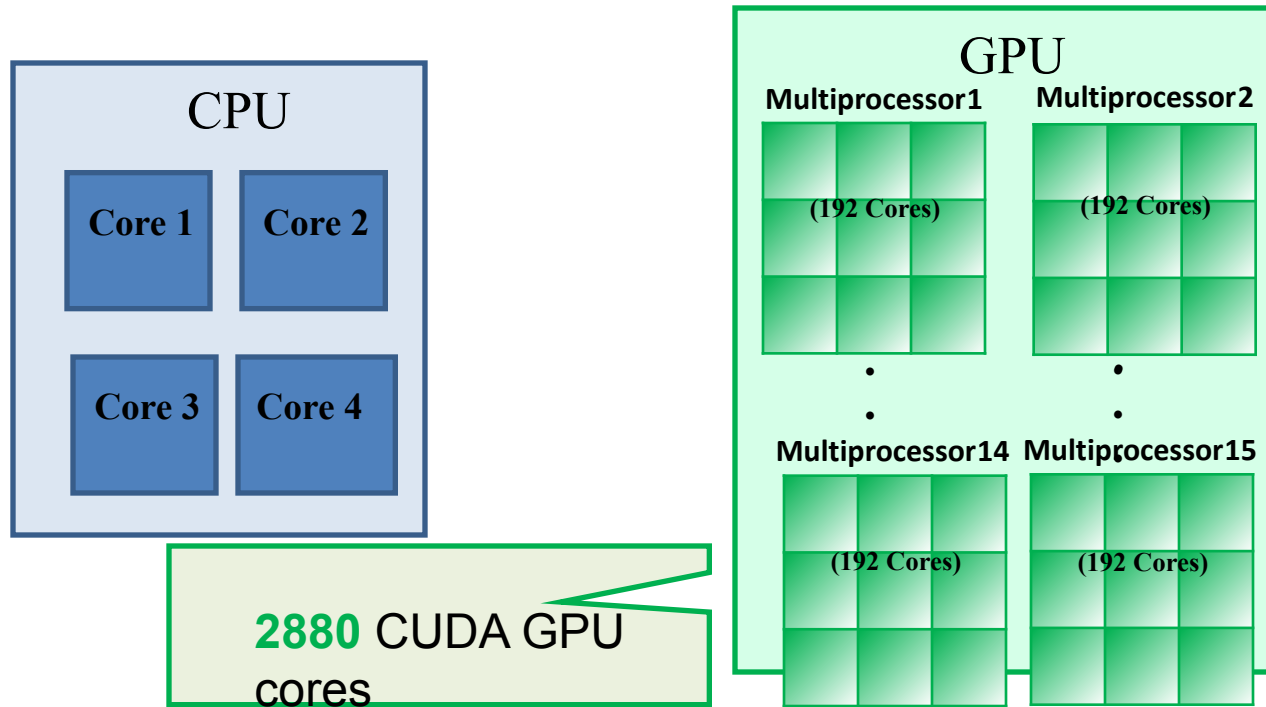 CPU
Core 1
Core 2
Core 3
Core 4
2880 CUDA GPU
cores
GPU
Multiprocessor1
Multiprocessor2
(192 Cores)
(192 Cores)
Multiprocessor14
Multiprocessor15
(192 Cores)
(192 Cores)